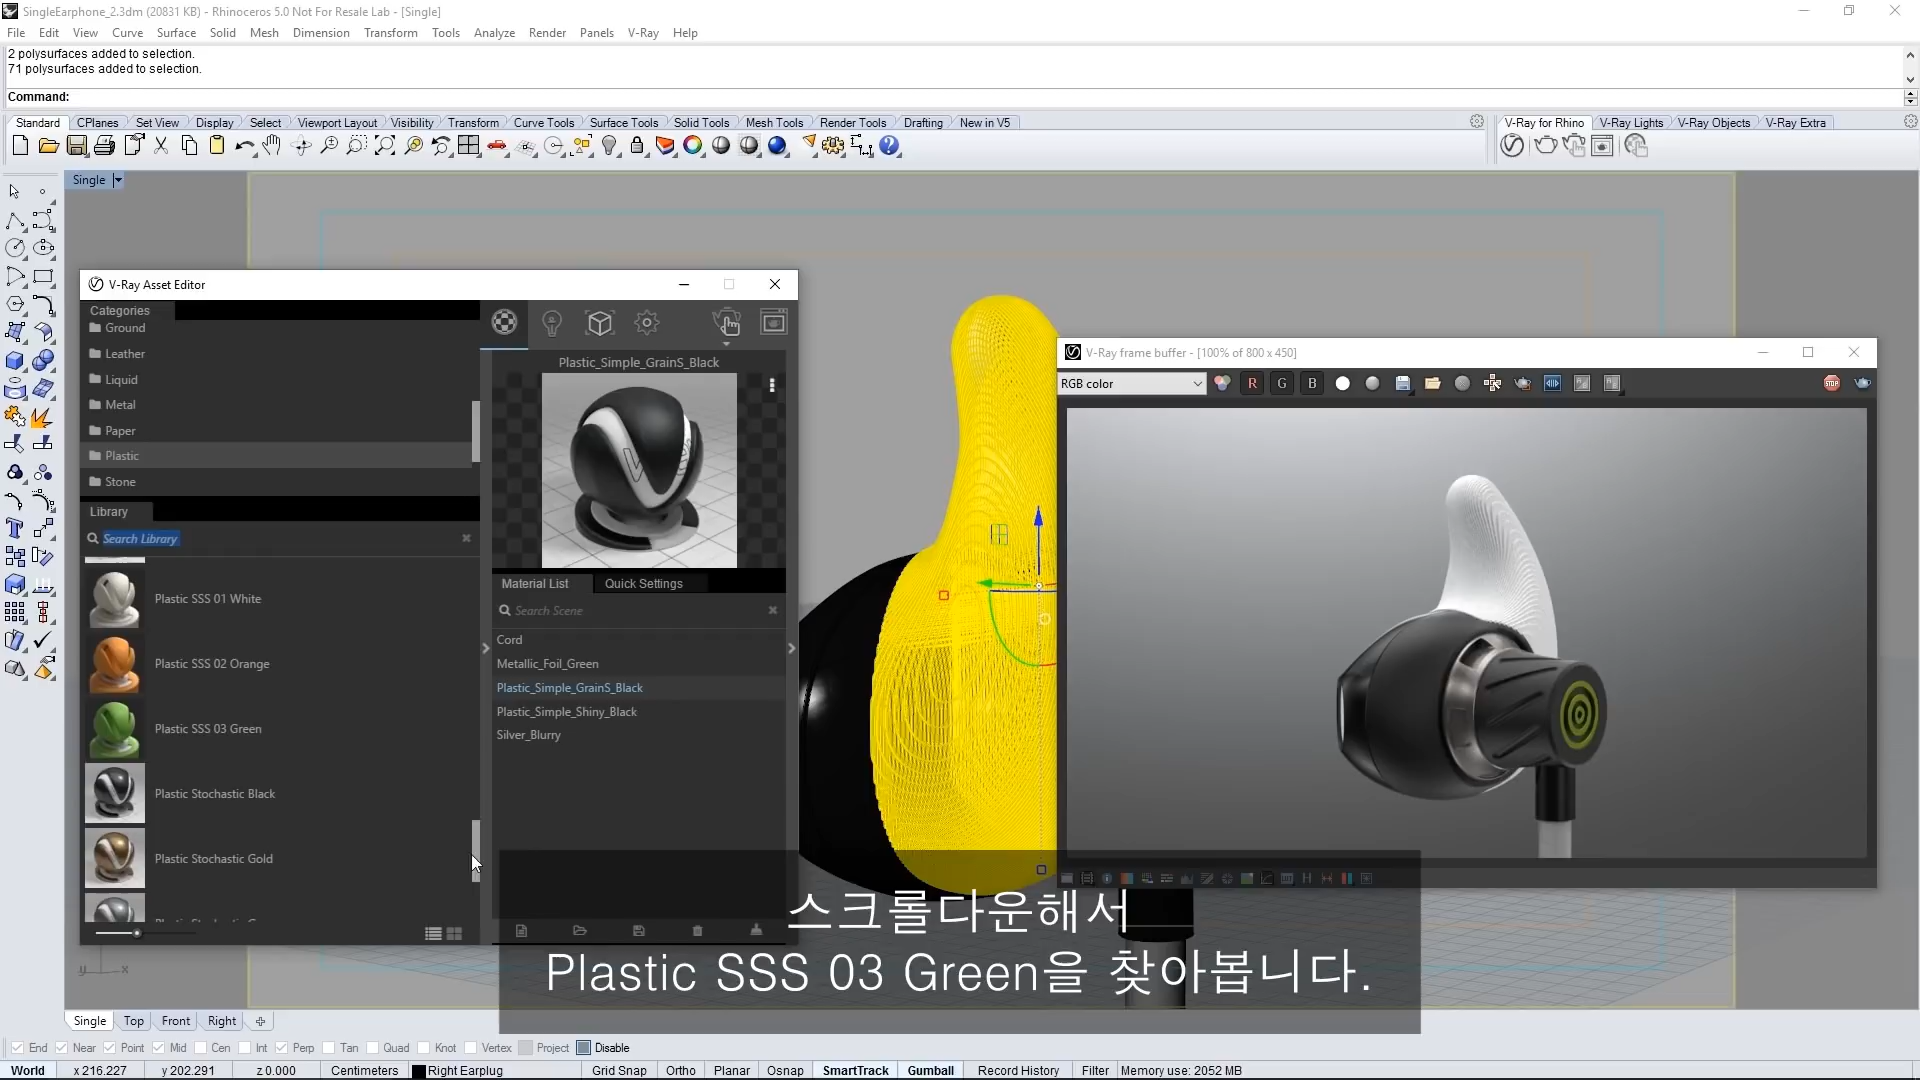 SingleEarphone_2.3dm (20831 KB) - Rhinoceros 5.0 Not For Resale Lab - [Single]
File Edit View Curve Surface Solid Mesh Dimension Transform Tools Analyze Render Panels V-Ray Help
2 polysurfaces added to selection.
71 polysurfaces added to selection.
Command:
Standard CPlanes Set View Display Select Viewport Layout Visibility Transform Curve Tools Surface Tools Solid Tools Mesh Tools Render Tools Drafting New in V5
V-Ray for Rhino V-Ray Lights V-Ray Objects V-Ray Extra
Single
V-Ray Asset Editor
Categories
Ground
Leather
Liquid
Metal
Paper
Plastic
Stone
Library
Search Library
Plastic SSS 01 White
Plastic SSS 02 Orange
Plastic SSS 03 Green
Plastic Stochastic Black
Plastic Stochastic Gold
Plastic_Simple_GrainS_Black
Material List Quick Settings
Search Scene
Cord
Metallic_Foil_Green
Plastic_Simple_GrainS_Black
Plastic_Simple_Shiny_Black
Silver_Blurry
V-Ray frame buffer - [100% of 800 x 450]
RGB color
R G B
STOP
스크롤다운해서
Plastic SSS 03 Green을 찾아봅니다.
y x
Single Top Front Right
End Near Point Mid Cen Int Perp Tan Quad Knot Vertex Project Disable
World x 216.227 y 202.291 z 0.000 Centimeters Right Earplug Grid Snap Ortho Planar Osnap SmartTrack Gumball Record History Filter Memory use: 2052 MB